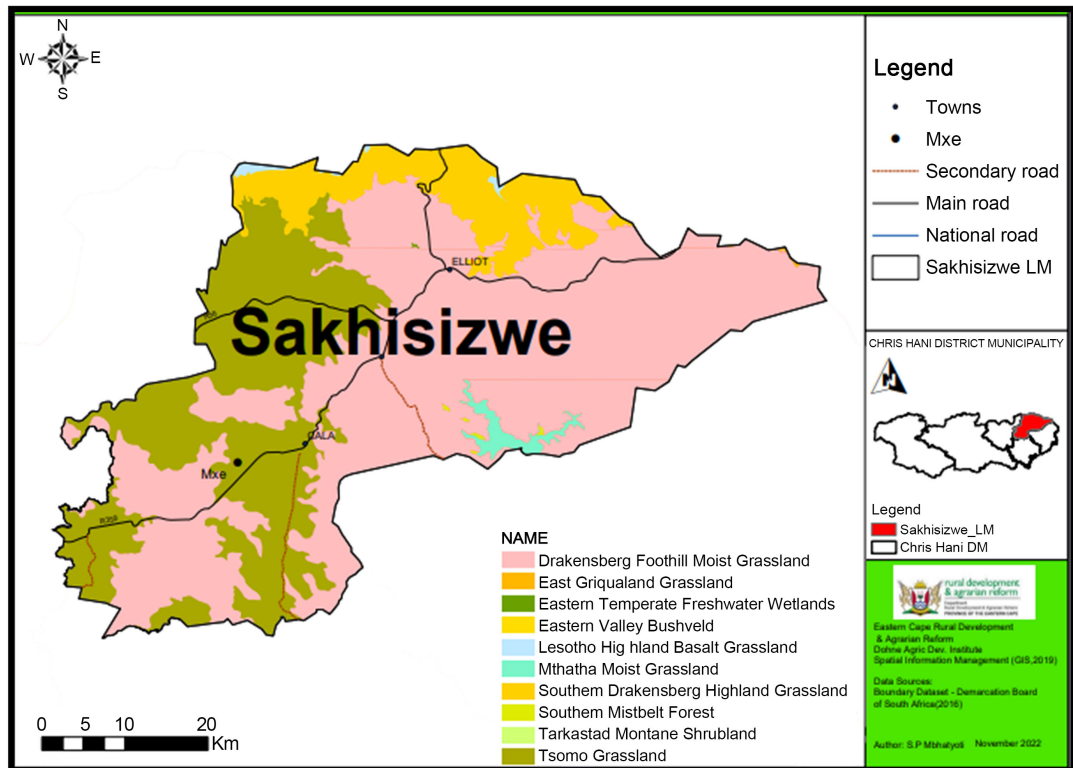 N
W E
S
ELLIOT
Sakhisizwe
CALA
Mxe
R359
NAME
Drakensberg Foothill Moist Grassland
East Griqualand Grassland
Eastern Temperate Freshwater Wetlands
Eastern Valley Bushveld
Lesotho Hig hland Basalt Grassland
Mthatha Moist Grassland
Southem Drakensberg Highland Grassland
Southem Mistbelt Forest
Tarkastad Montane Shrubland
Tsomo Grassland
0 5 10 20
Km
Legend
Towns
Mxe
Secondary road
Main road
National road
Sakhisizwe LM
CHRIS HANI DISTRICT MUNICIPALITY
Legend
Sakhisizwe_LM
Chris Hani DM
rural development
& agrarian reform
Eastern Cape Rural Development
& Agrarian Reform
Dohne Agric Dev. Institute
Spatial Information Management (GIS,2019)
Data Sources:
Boundary Dataset - Demarcation Board
of South Africa(2016)
Author: S.P Mbhatyoti November 2022